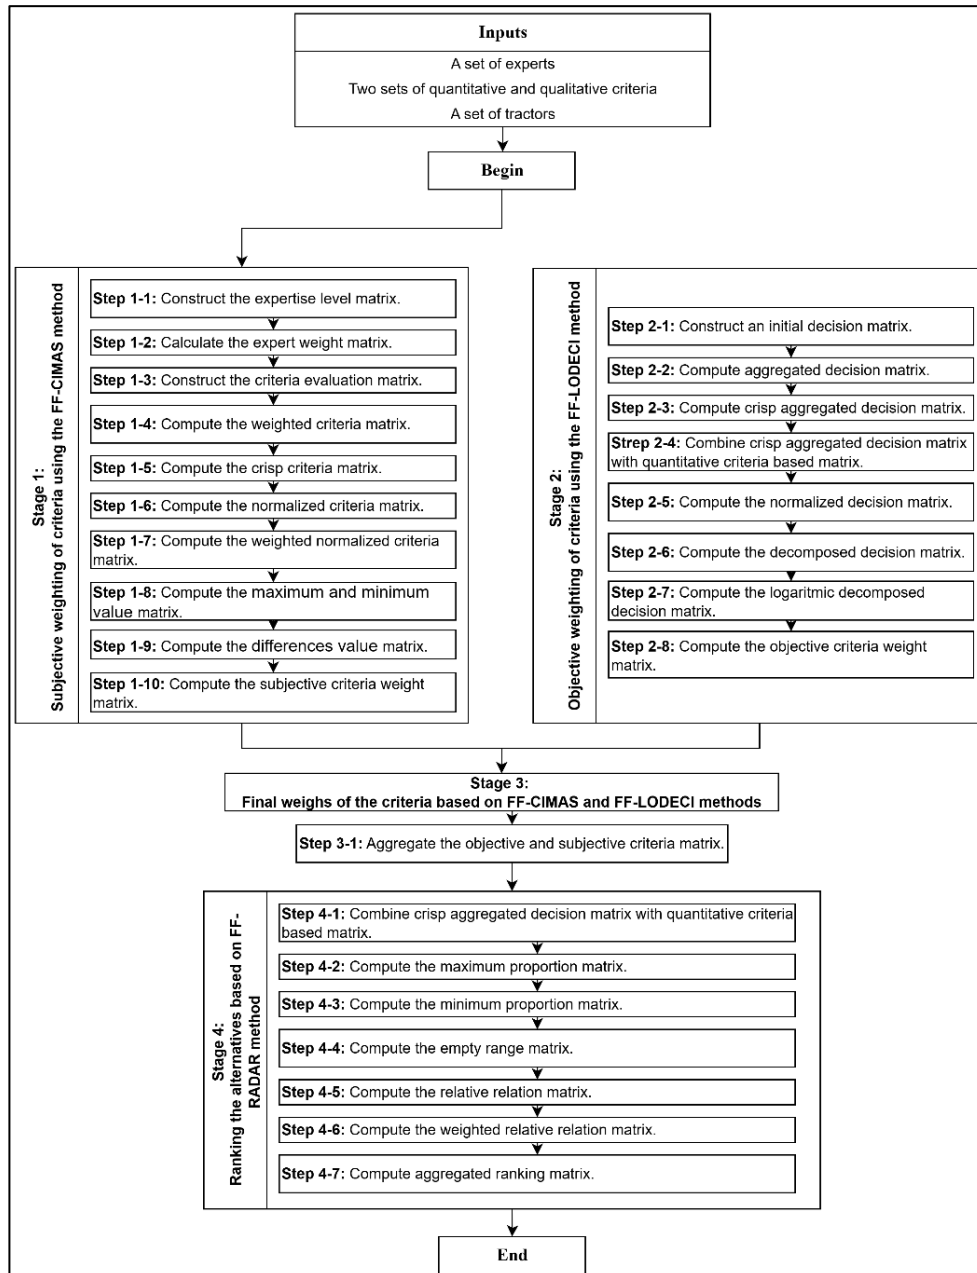 Inputs
A set of experts
Two sets of quantitative and qualitative criteria
A set of tractors
Begin
Stage 1:
Subjective weighting of criteria using the FF-CIMAS method
Step 1-1: Construct the expertise level matrix.
Step 1-2: Calculate the expert weight matrix.
Step 1-3: Construct the criteria evaluation matrix.
Step 1-4: Compute the weighted criteria matrix.
Step 1-5: Compute the crisp criteria matrix.
Step 1-6: Compute the normalized criteria matrix.
Step 1-7: Compute the weighted normalized criteria
matrix.
Step 1-8: Compute the maximum and minimum
value matrix.
Step 1-9: Compute the differences value matrix.
Step 1-10: Compute the subjective criteria weight
matrix.
Stage 2:
Objective weighting of criteria using the FF-LODECI method
Step 2-1: Construct an initial decision matrix.
Step 2-2: Compute aggregated decision matrix.
Step 2-3: Compute crisp aggregated decision matrix.
Strep 2-4: Combine crisp aggregated decision matrix
with quantitative criteria based matrix.
Step 2-5: Compute the normalized decision matrix.
Step 2-6: Compute the decomposed decision matrix.
Step 2-7: Compute the logaritmic decomposed
decision matrix.
Step 2-8: Compute the objective criteria weight
matrix.
Stage 3:
Final weighs of the criteria based on FF-CIMAS and FF-LODECI methods
Step 3-1: Aggregate the objective and subjective criteria matrix.
Stage 4:
Ranking the alternatives based on FF-
RADAR method
Step 4-1: Combine crisp aggregated decision matrix with quantitative criteria
based matrix.
Step 4-2: Compute the maximum proportion matrix.
Step 4-3: Compute the minimum proportion matrix.
Step 4-4: Compute the empty range matrix.
Step 4-5: Compute the relative relation matrix.
Step 4-6: Compute the weighted relative relation matrix.
Step 4-7: Compute aggregated ranking matrix.
End